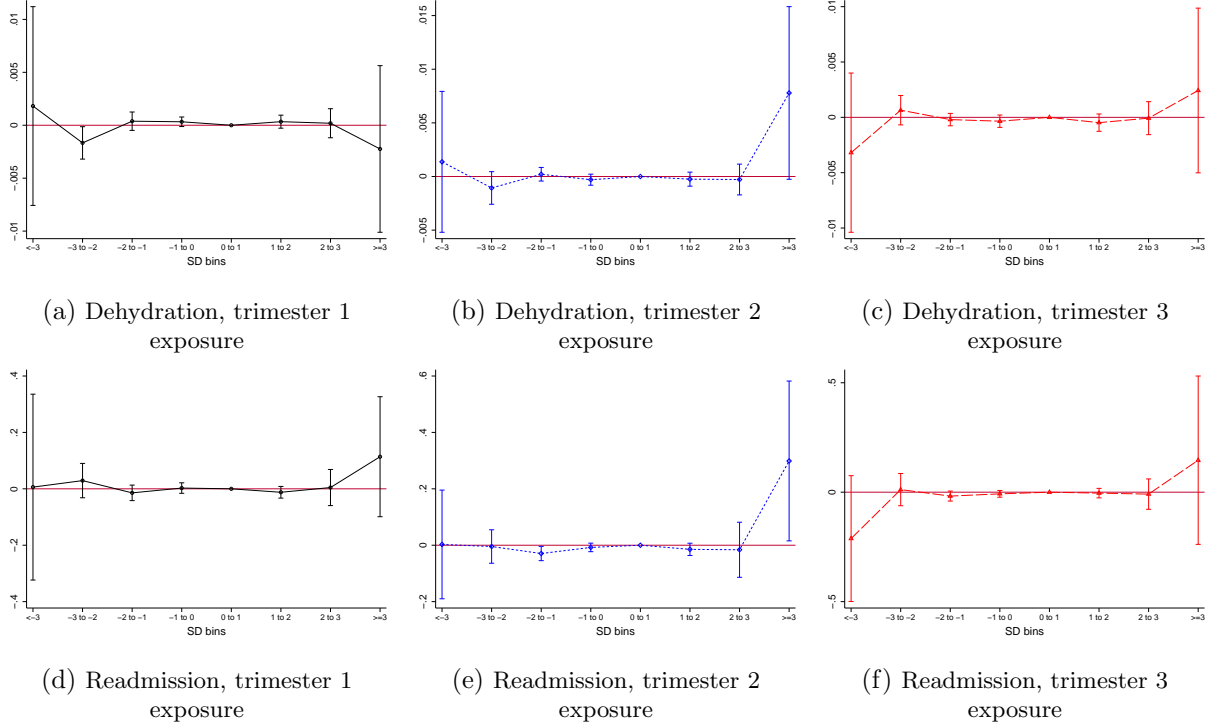 .01
.005
0
−.005
−.01
<−3
−3 to −2
−2 to −1
−1 to 0
0 to 1
1 to 2
2 to 3
>=3
SD bins
.015
.01
.005
0
−.005
<−3
−3 to −2
−2 to −1
−1 to 0
0 to 1
1 to 2
2 to 3
>=3
SD bins
.01
.005
0
−.005
−.01
<−3
−3 to −2
−2 to −1
−1 to 0
0 to 1
1 to 2
2 to 3
>=3
SD bins
(a) Dehydration, trimester 1
exposure
(b) Dehydration, trimester 2
exposure
(c) Dehydration, trimester 3
exposure
.4
.2
0
−.2
−.4
<−3
−3 to −2
−2 to −1
−1 to 0
0 to 1
1 to 2
2 to 3
>=3
SD bins
.6
.4
.2
0
−.2
<−3
−3 to −2
−2 to −1
−1 to 0
0 to 1
1 to 2
2 to 3
>=3
SD bins
.5
0
−.5
<−3
−3 to −2
−2 to −1
−1 to 0
0 to 1
1 to 2
2 to 3
>=3
SD bins
(d) Readmission, trimester 1
exposure
(e) Readmission, trimester 2
exposure
(f) Readmission, trimester 3
exposure